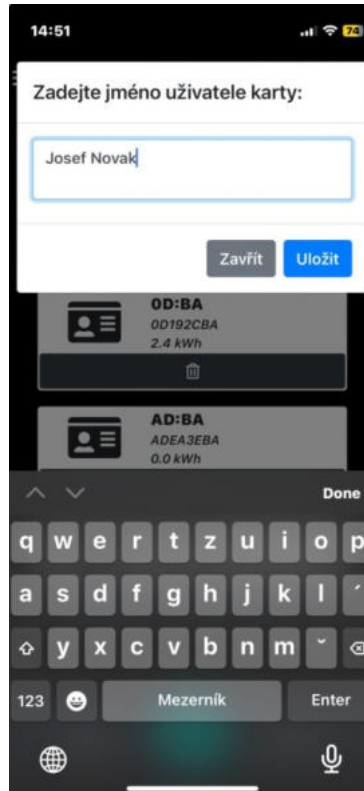 14:51
74
Zadejte jméno uživatele karty:
Josef Novak
Zavřít Uložit
0D:BA
0D192CBA
2.4 kWh
AD:BA
ADEA3EBA
0.0 kWh
Done
q w e r t z u i o p
a s d f g h j k l ´
y x c v b n m ˇ
123 Mezerník Enter